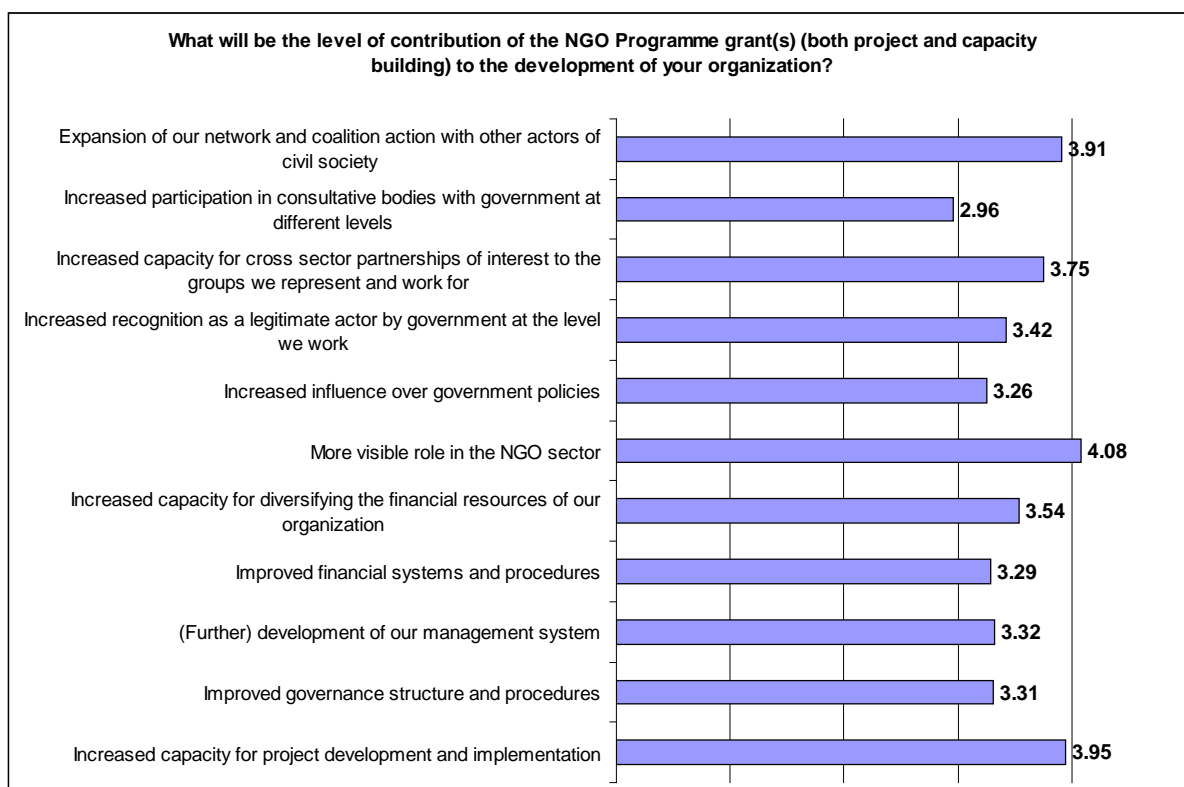 What will be the level of contribution of the NGO Programme grant(s) (both project and capacity
building) to the development of your organization?
Expansion of our network and coalition action with other actors of
civil society
3.91
Increased participation in consultative bodies with government at
different levels
2.96
Increased capacity for cross sector partnerships of interest to the
groups we represent and work for
3.75
Increased recognition as a legitimate actor by government at the level
we work
3.42
Increased influence over government policies
3.26
More visible role in the NGO sector
4.08
Increased capacity for diversifying the financial resources of our
organization
3.54
Improved financial systems and procedures
3.29
(Further) development of our management system
3.32
Improved governance structure and procedures
3.31
Increased capacity for project development and implementation
3.95